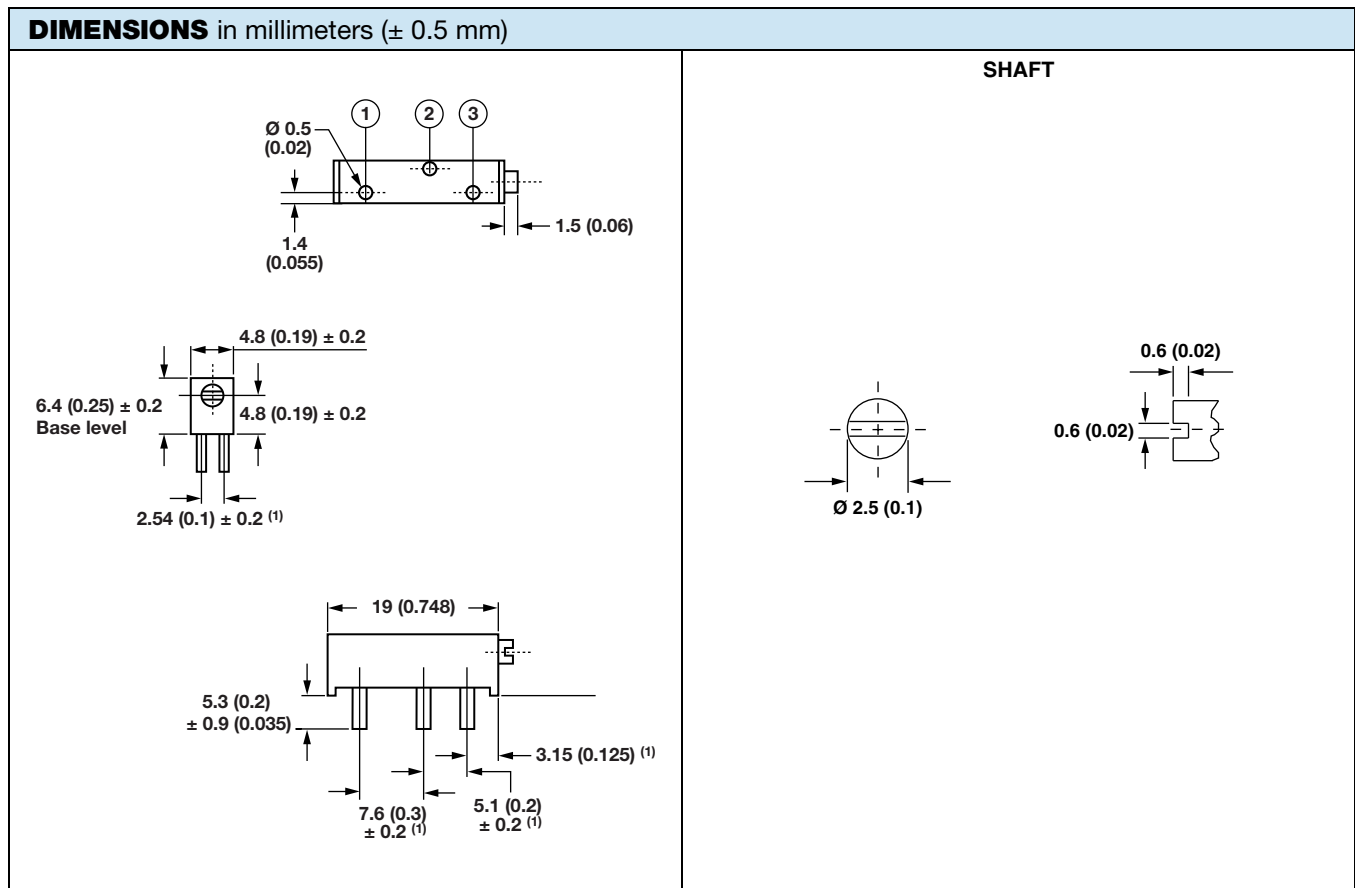 DIMENSIONS in millimeters (± 0.5 mm)
SHAFT
1
2
3
Ø 0.5
(0.02)
1.5 (0.06)
1.4
(0.055)
4.8 (0.19) ± 0.2
6.4 (0.25) ± 0.2
Base level
4.8 (0.19) ± 0.2
2.54 (0.1) ± 0.2 (1)
19 (0.748)
5.3 (0.2)
± 0.9 (0.035)
3.15 (0.125) (1)
7.6 (0.3)
± 0.2 (1)
5.1 (0.2)
± 0.2 (1)
0.6 (0.02)
0.6 (0.02)
Ø 2.5 (0.1)